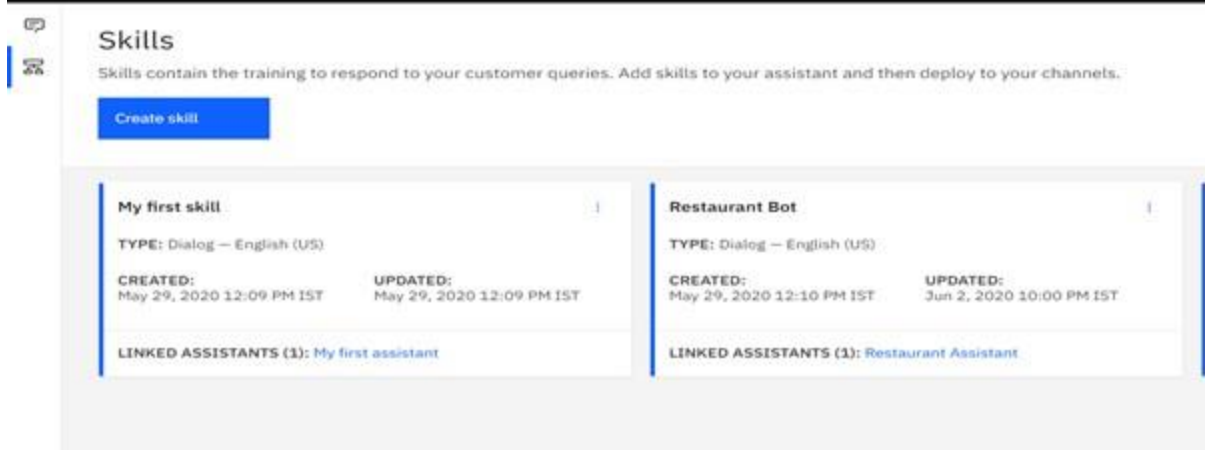 Skills
Skills contain the training to respond to your customer queries. Add skills to your assistant and then deploy to your channels.
Create skill
My first skill
TYPE: Dialog — English (US)
CREATED:
May 29, 2020 12:09 PM IST
UPDATED:
May 29, 2020 12:09 PM IST
LINKED ASSISTANTS (1): My first assistant
Restaurant Bot
TYPE: Dialog — English (US)
CREATED:
May 29, 2020 12:10 PM IST
UPDATED:
Jun 2, 2020 10:00 PM IST
LINKED ASSISTANTS (1): Restaurant Assistant